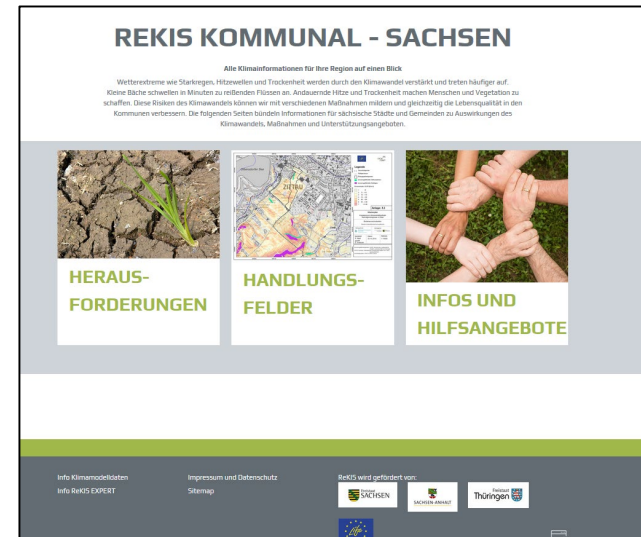 REKIS KOMMUNAL - SACHSEN
Alle Klimainformationen für Ihre Region auf einen Blick
Wetterextreme wie Starkregen, Hitzewellen und Trockenheit werden durch den Klimawandel verstärkt und treten häufiger auf.
Kleine Bäche schwellen in Minuten zu reißenden Flüssen an. Andauernde Hitze und Trockenheit machen Menschen und Vegetation zu
schaffen. Diese Risiken des Klimawandels können wir mit verschiedenen Maßnahmen mildern und gleichzeitig die Lebensqualität in den
Kommunen verbessern. Die folgenden Seiten bündeln Informationen für sächsische Städte und Gemeinden zu Auswirkungen des
Klimawandels, Maßnahmen und Unterstützungsangeboten.
ZITTAU
HERAUS-
FORDERUNGEN
HANDLUNGS-
FELDER
INFOS UND
HILFSANGEBOTE
Info Klimamodelldaten
Info ReKIS EXPERT
Impressum und Datenschutz
Sitemap
ReKIS wird gefördert von:
Freistaat
SACHSEN
SACHSEN-ANHALT
Freistaat
Thüringen
Life